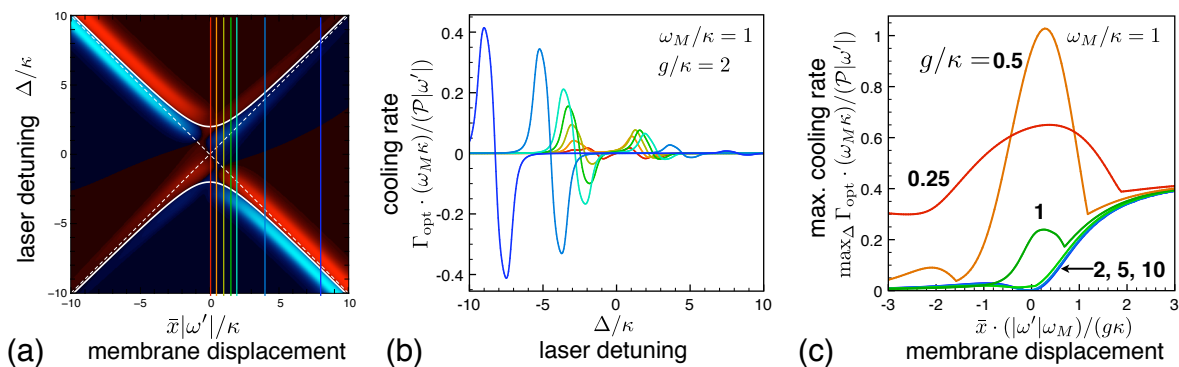 (a)
laser detuning Δ/κ
10
5
0
−5
−10
−10
−5
0
5
10
x̄|ω′|/κ
membrane displacement
(b)
cooling rate
Γopt · (ωMκ)/(P|ω′|)
0.4
0.2
0
-0.2
-0.4
ωM/κ = 1
g/κ = 2
-10
-5
0
5
10
Δ/κ
laser detuning
(c)
max. cooling rate
maxΔ Γopt · (ωMκ)/(P|ω′|)
1
0.8
0.6
0.4
0.2
0
ωM/κ = 1
g/κ = 0.5
0.25
1
2, 5, 10
-3
-2
-1
0
1
2
3
x̄ · (|ω′|ωM)/(gκ)
membrane displacement